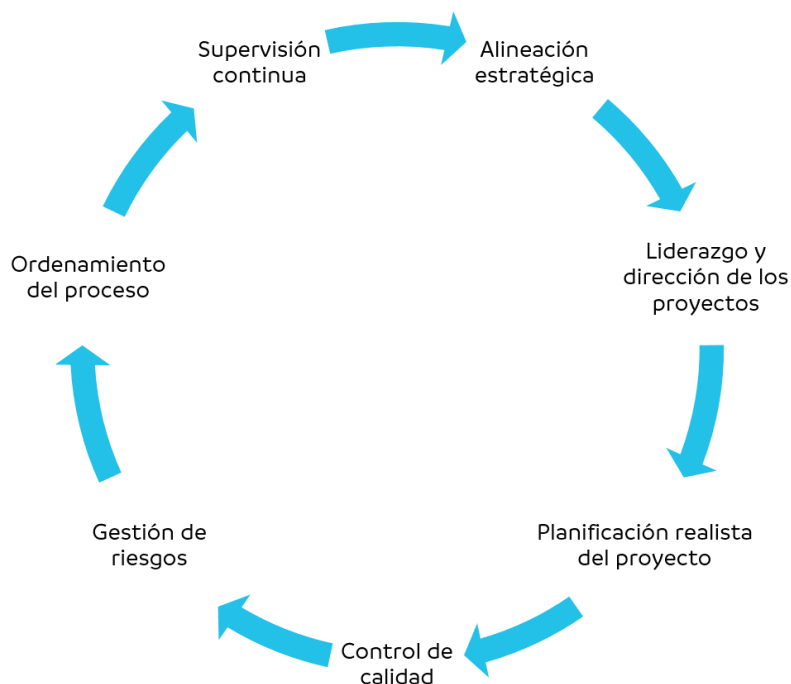 Supervisión
continua
Alineación
estratégica
Liderazgo y
dirección de los
proyectos
Planificación realista
del proyecto
Control de
calidad
Gestión de
riesgos
Ordenamiento
del proceso